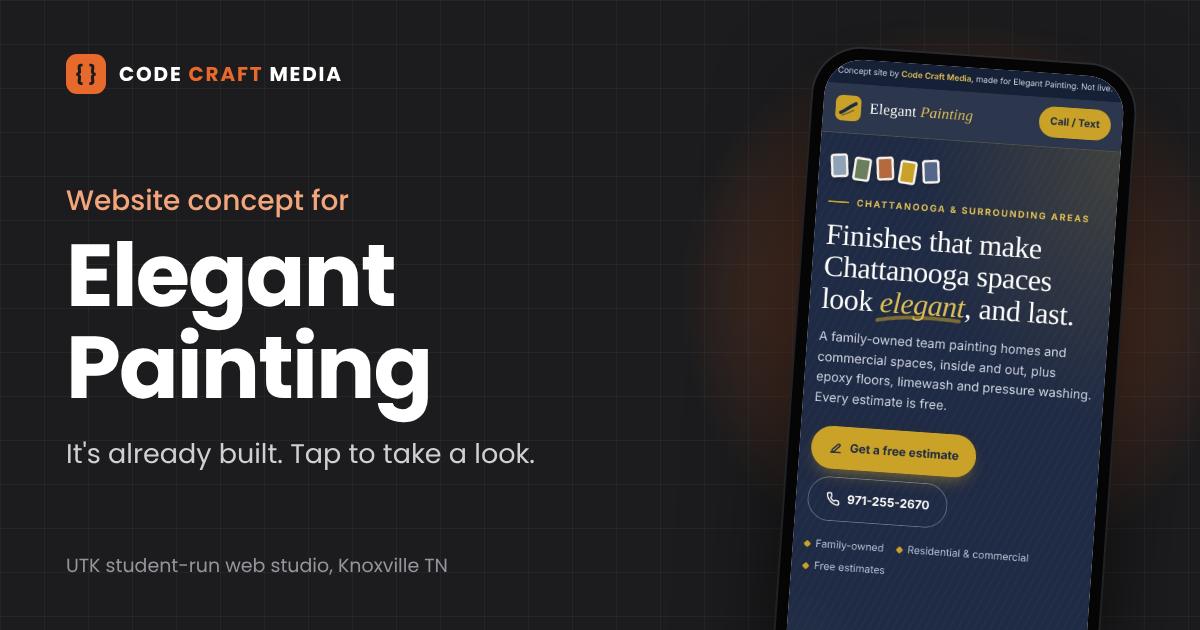 { } CODE CRAFT MEDIA
Website concept for
Elegant
Painting
It's already built. Tap to take a look.
UTK student-run web studio, Knoxville TN
Concept site by Code Craft Media, made for Elegant Painting. Not live.
Elegant Painting
Call / Text
CHATTANOOGA & SURROUNDING AREAS
Finishes that make
Chattanooga spaces
look elegant, and last.
A family-owned team painting homes and
commercial spaces, inside and out, plus
epoxy floors, limewash and pressure washing.
Every estimate is free.
Get a free estimate
971-255-2670
Family-owned
Residential & commercial
Free estimates